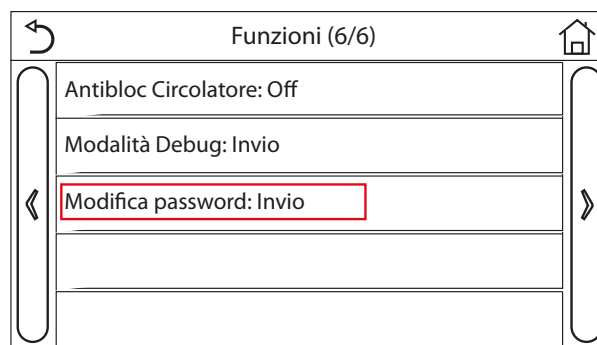 Funzioni (6/6)
Antibloc Circolatore: Off
Modalità Debug: Invio
Modifica password: Invio